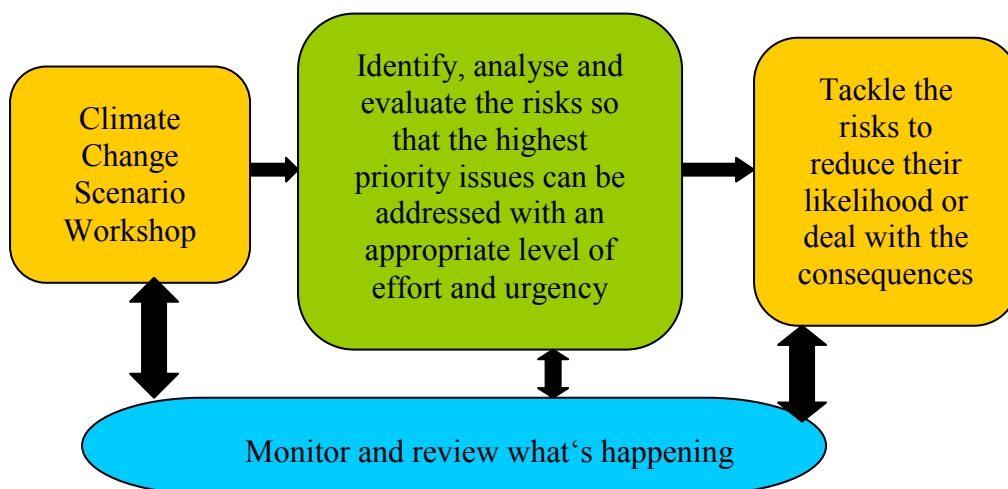 Climate
Change
Scenario
Workshop
Identify, analyse and
evaluate the risks so
that the highest
priority issues can be
addressed with an
appropriate level of
effort and urgency
Tackle the
risks to
reduce their
likelihood or
deal with the
consequences
Monitor and review what‘s happening